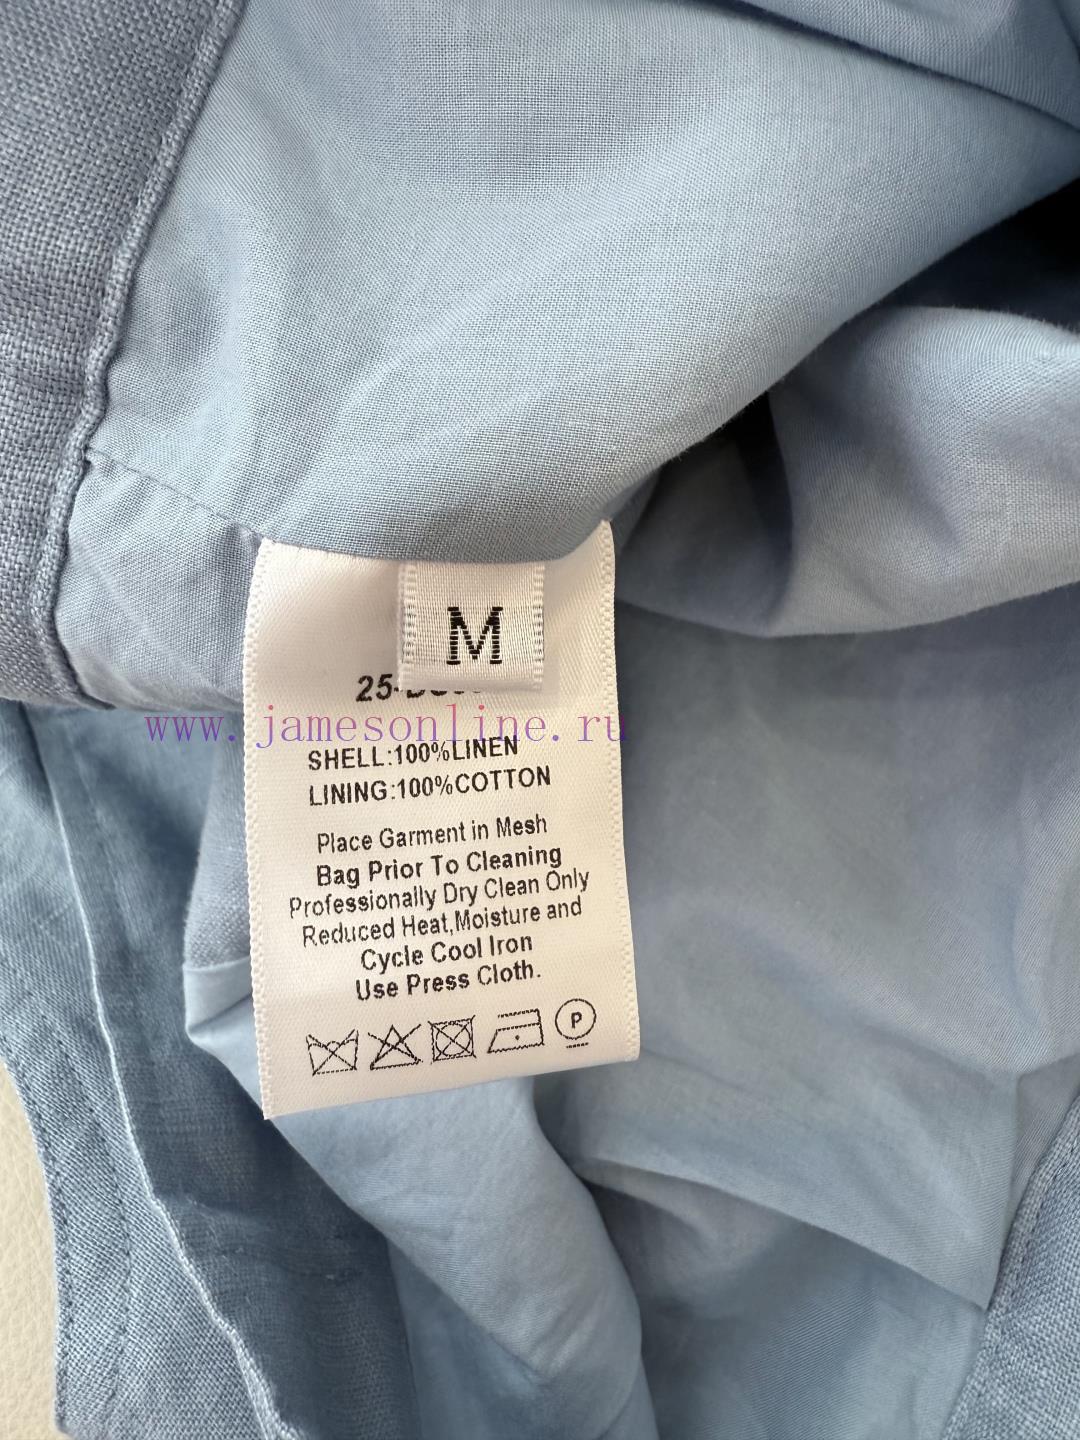 M
25-
www.jamesonline.ru
SHELL:100%LINEN
LINING:100%COTTON
Place Garment in Mesh
Bag Prior To Cleaning
Professionally Dry Clean Only
Reduced Heat,Moisture and
Cycle Cool Iron
Use Press Cloth.
P